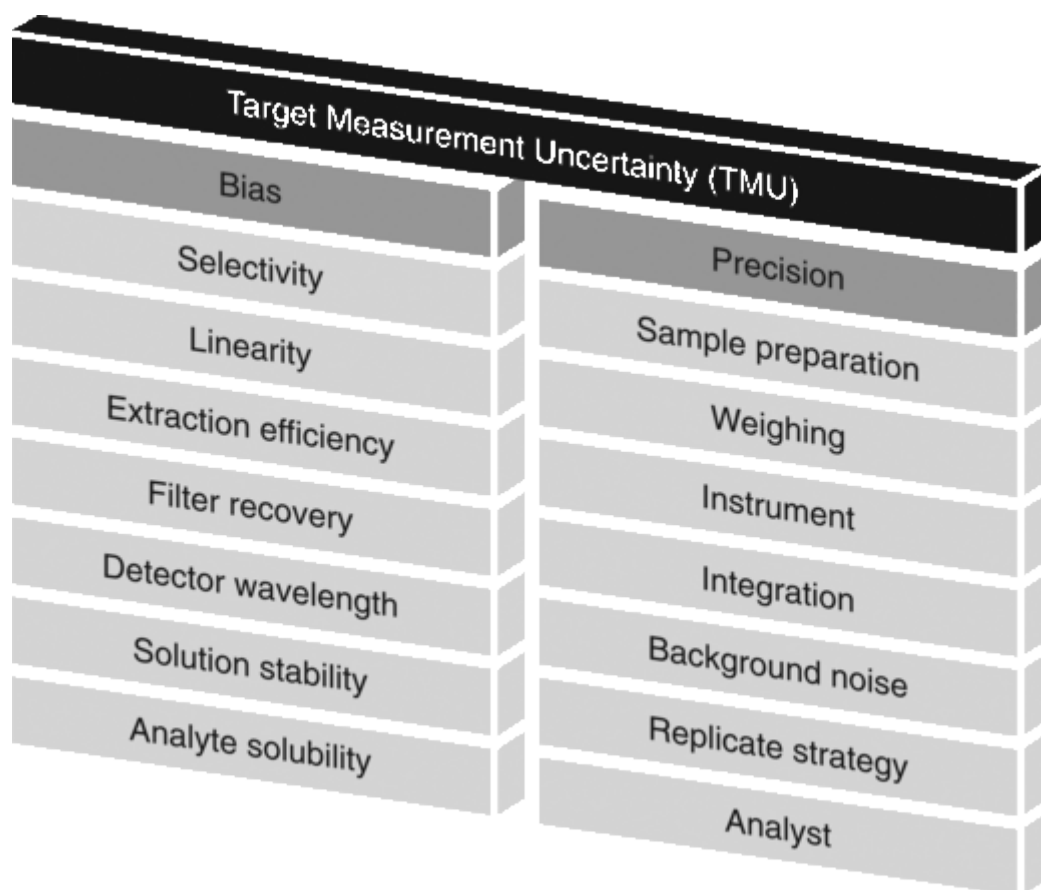 Target Measurement Uncertainty (TMU)
Bias
Selectivity
Linearity
Extraction efficiency
Filter recovery
Detector wavelength
Solution stability
Analyte solubility
Precision
Sample preparation
Weighing
Instrument
Integration
Background noise
Replicate strategy
Analyst